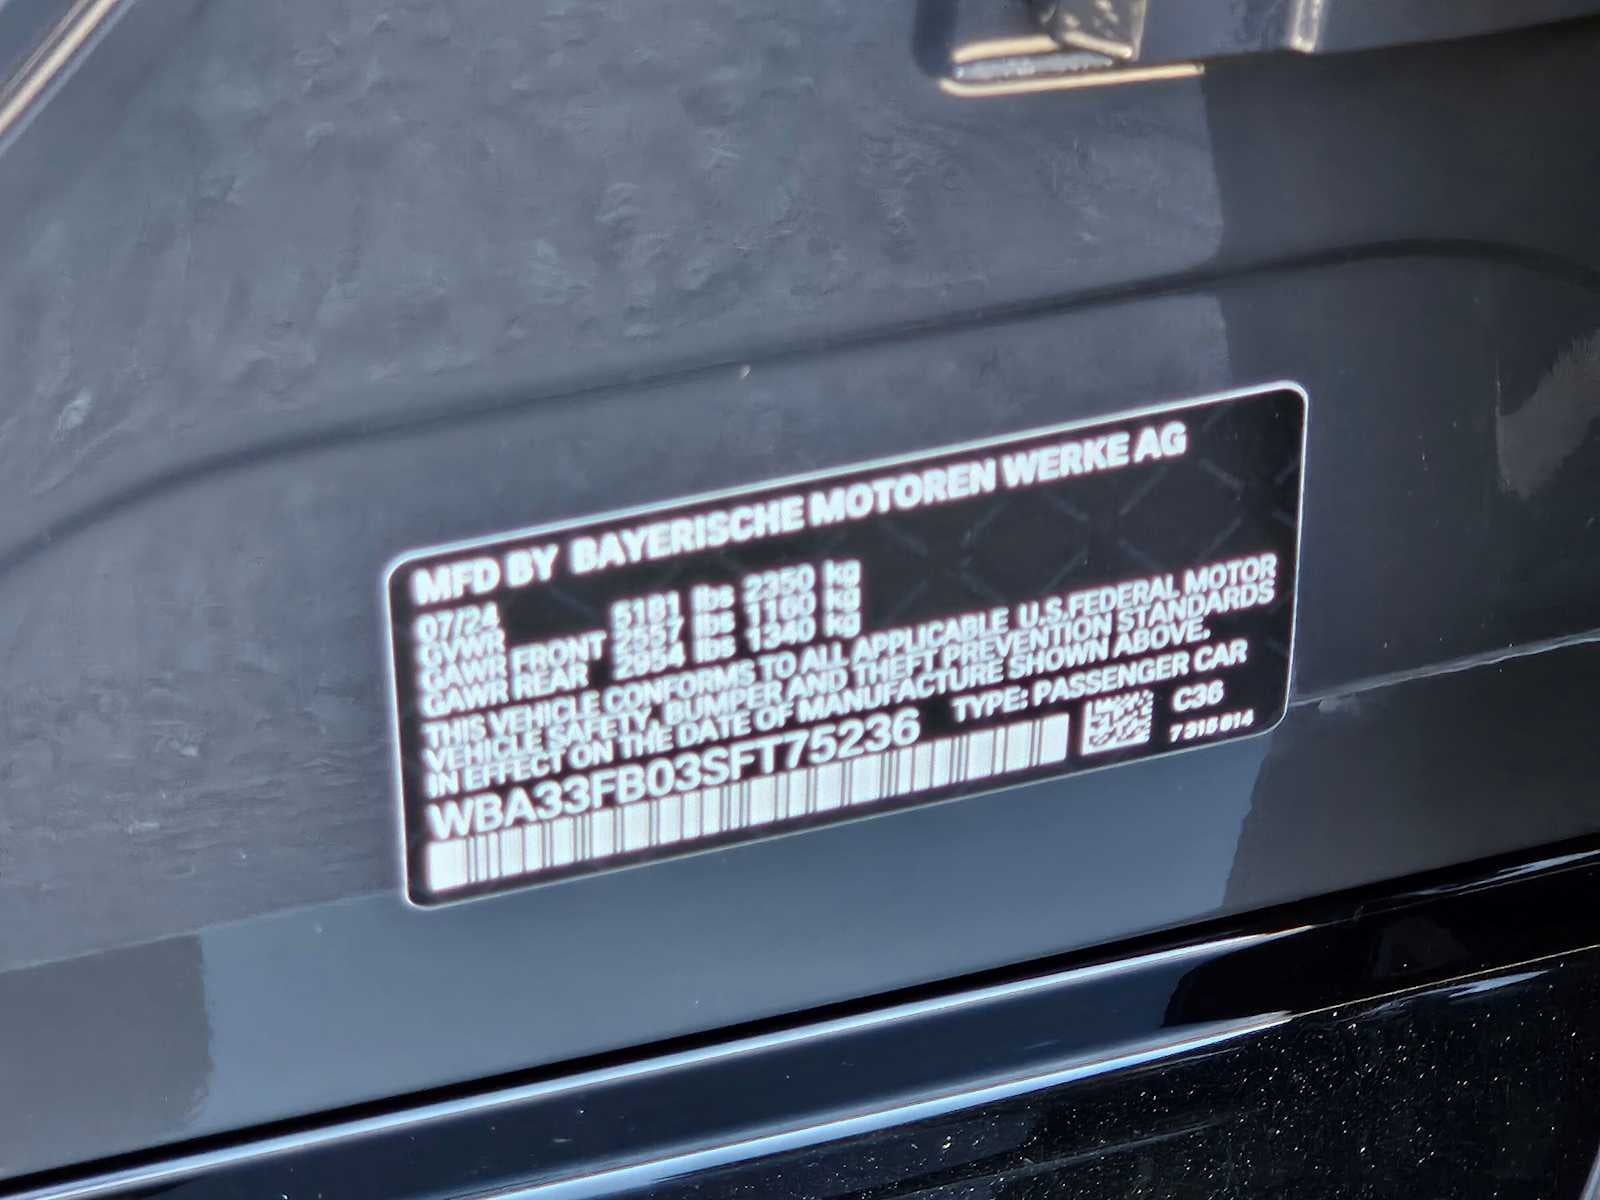 MFD BY BAYERISCHE MOTOREN WERKE AG
07/24
GVWR 5181 lbs 2350 kg
GAWR FRONT 2557 lbs 1160 kg
GAWR REAR 2954 lbs 1340 kg
THIS VEHICLE CONFORMS TO ALL APPLICABLE U.S.FEDERAL MOTOR
VEHICLE SAFETY, BUMPER AND THEFT PREVENTION STANDARDS
IN EFFECT ON THE DATE OF MANUFACTURE SHOWN ABOVE.
WBA33FB03SFT75236 TYPE: PASSENGER CAR
C36